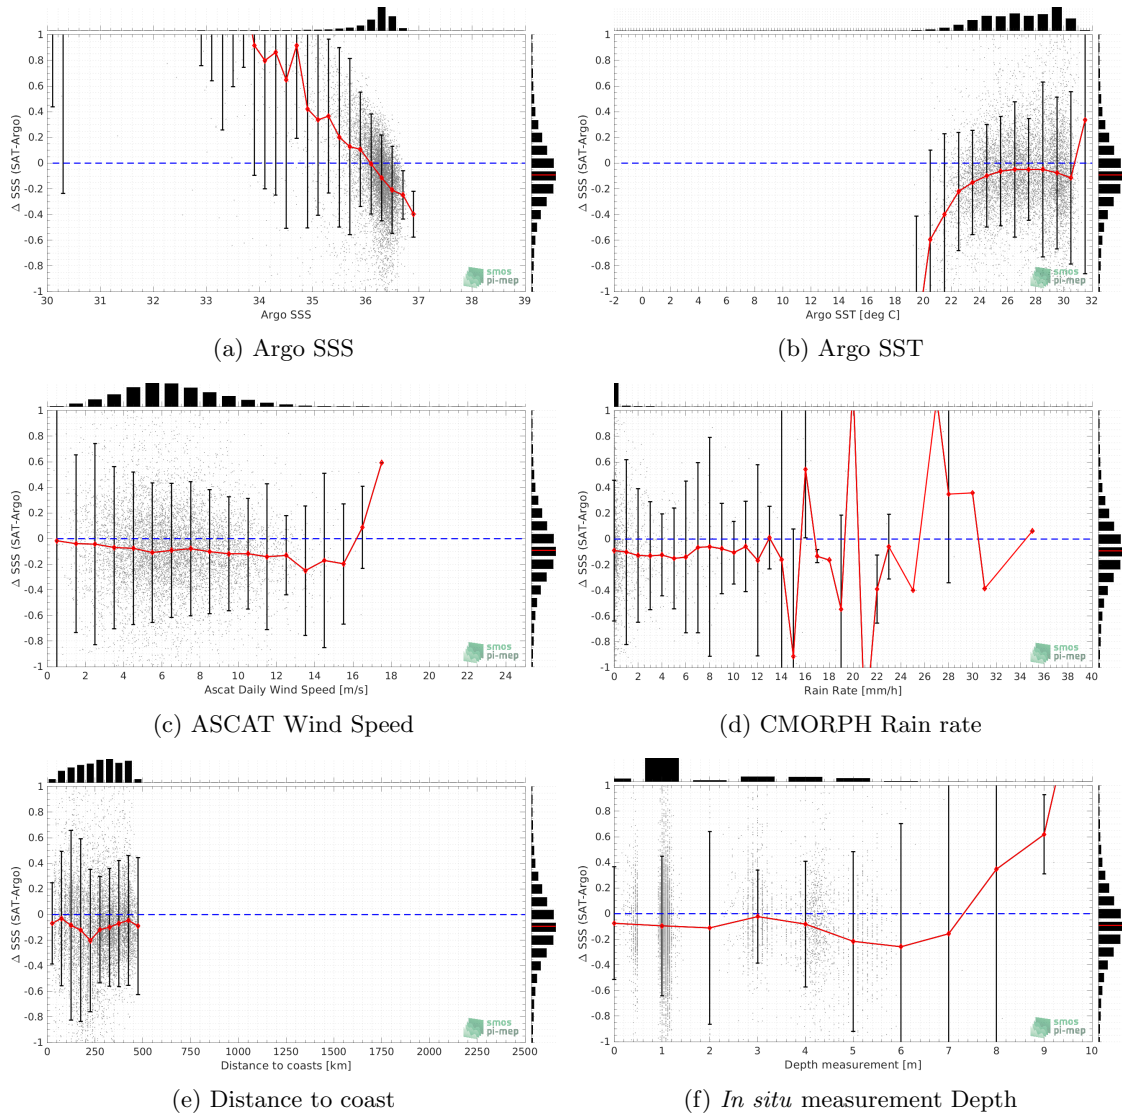 Δ SSS (SAT-Argo)
1
0.8
0.6
0.4
0.2
0
-0.2
-0.4
-0.6
-0.8
-1
30 31 32 33 34 35 36 37 38 39
Argo SSS
smos
pi-mep
(a) Argo SSS
Δ SSS (SAT-Argo)
1
0.8
0.6
0.4
0.2
0
-0.2
-0.4
-0.6
-0.8
-1
-2 0 2 4 6 8 10 12 14 16 18 20 22 24 26 28 30 32
Argo SST [deg C]
smos
pi-mep
(b) Argo SST
Δ SSS (SAT-Argo)
1
0.8
0.6
0.4
0.2
0
-0.2
-0.4
-0.6
-0.8
-1
0 2 4 6 8 10 12 14 16 18 20 22 24
Ascat Daily Wind Speed [m/s]
smos
pi-mep
(c) ASCAT Wind Speed
Δ SSS (SAT-Argo)
1
0.8
0.6
0.4
0.2
0
-0.2
-0.4
-0.6
-0.8
-1
0 2 4 6 8 10 12 14 16 18 20 22 24 26 28 30 32 34 36 38 40
Rain Rate [mm/h]
smos
pi-mep
(d) CMORPH Rain rate
Δ SSS (SAT-Argo)
1
0.8
0.6
0.4
0.2
0
-0.2
-0.4
-0.6
-0.8
-1
0 250 500 750 1000 1250 1500 1750 2000 2250 2500
Distance to coasts [km]
smos
pi-mep
(e) Distance to coast
Δ SSS (SAT-Argo)
1
0.8
0.6
0.4
0.2
0
-0.2
-0.4
-0.6
-0.8
-1
0 1 2 3 4 5 6 7 8 9 10
Depth measurement [m]
smos
pi-mep
(f) In situ measurement Depth